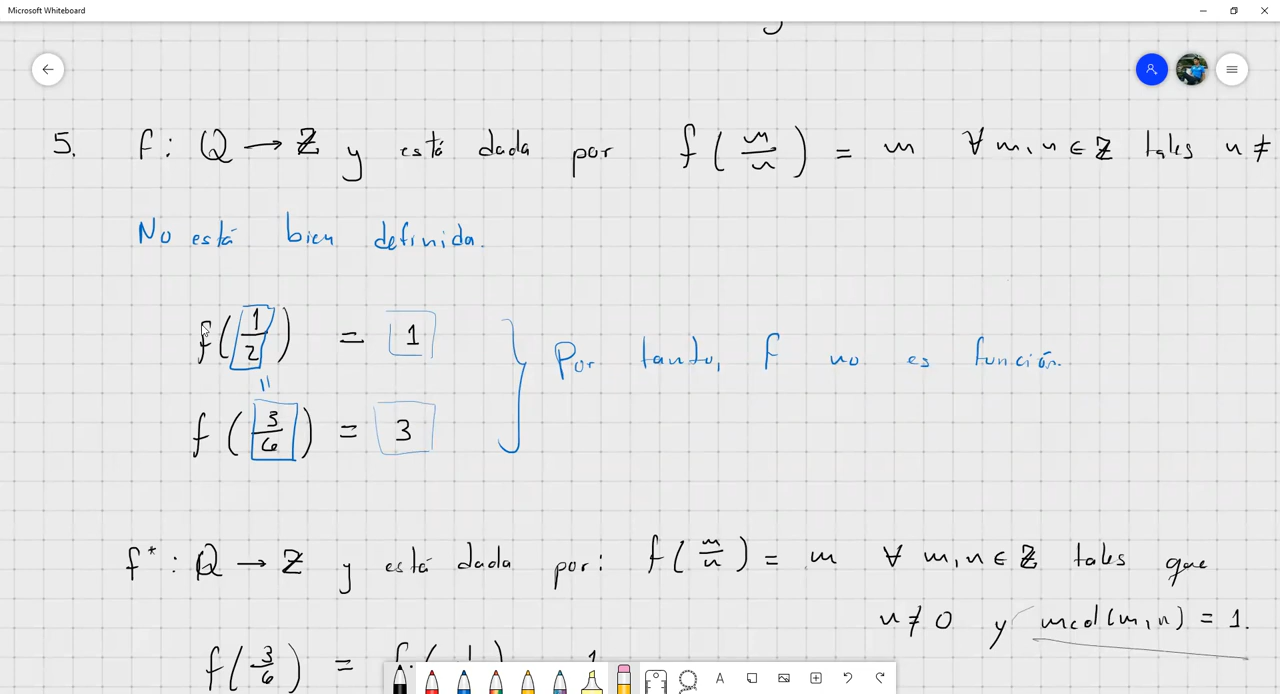 Microsoft Whiteboard
5. f: Q → Z y está dada por f(m/n) = m ∀ m,n ∈ Z tales n ≠
No está bien definida.
f(1/2) = 1
=
f(3/6) = 3
} Por tanto, f no es función.
f*: Q → Z y está dada por: f(m/n) = m ∀ m,n ∈ Z tales que
n ≠ 0 y mcd(m,n) = 1.
f(3/6) =